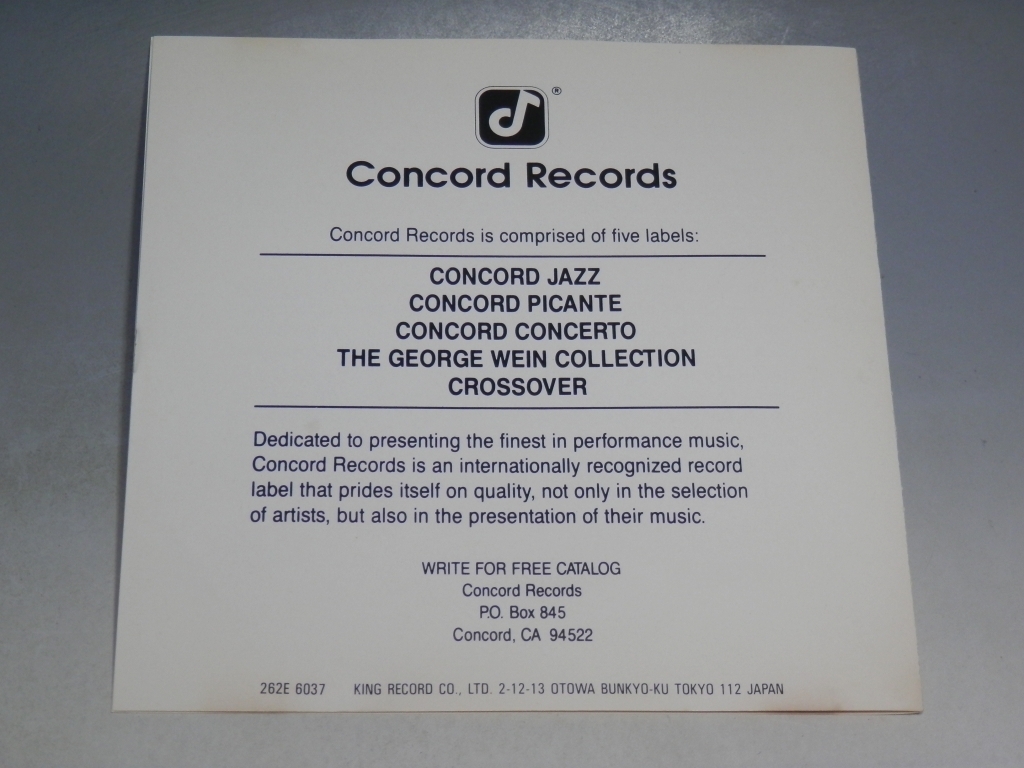 ®
Concord Records
Concord Records is comprised of five labels:
CONCORD JAZZ
CONCORD PICANTE
CONCORD CONCERTO
THE GEORGE WEIN COLLECTION
CROSSOVER
Dedicated to presenting the finest in performance music,
Concord Records is an internationally recognized record
label that prides itself on quality, not only in the selection
of artists, but also in the presentation of their music.
WRITE FOR FREE CATALOG
Concord Records
P.O. Box 845
Concord, CA 94522
262E 6037 KING RECORD CO., LTD. 2-12-13 OTOWA BUNKYO-KU TOKYO 112 JAPAN